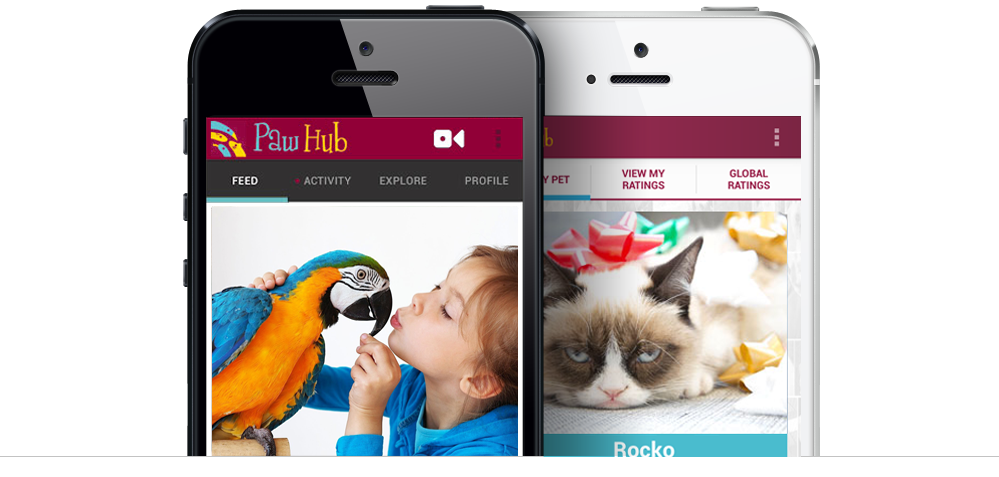 Paw Hub
FEED
ACTIVITY
EXPLORE
PROFILE
b
Y PET
VIEW MY
RATINGS
GLOBAL
RATINGS
Rocko